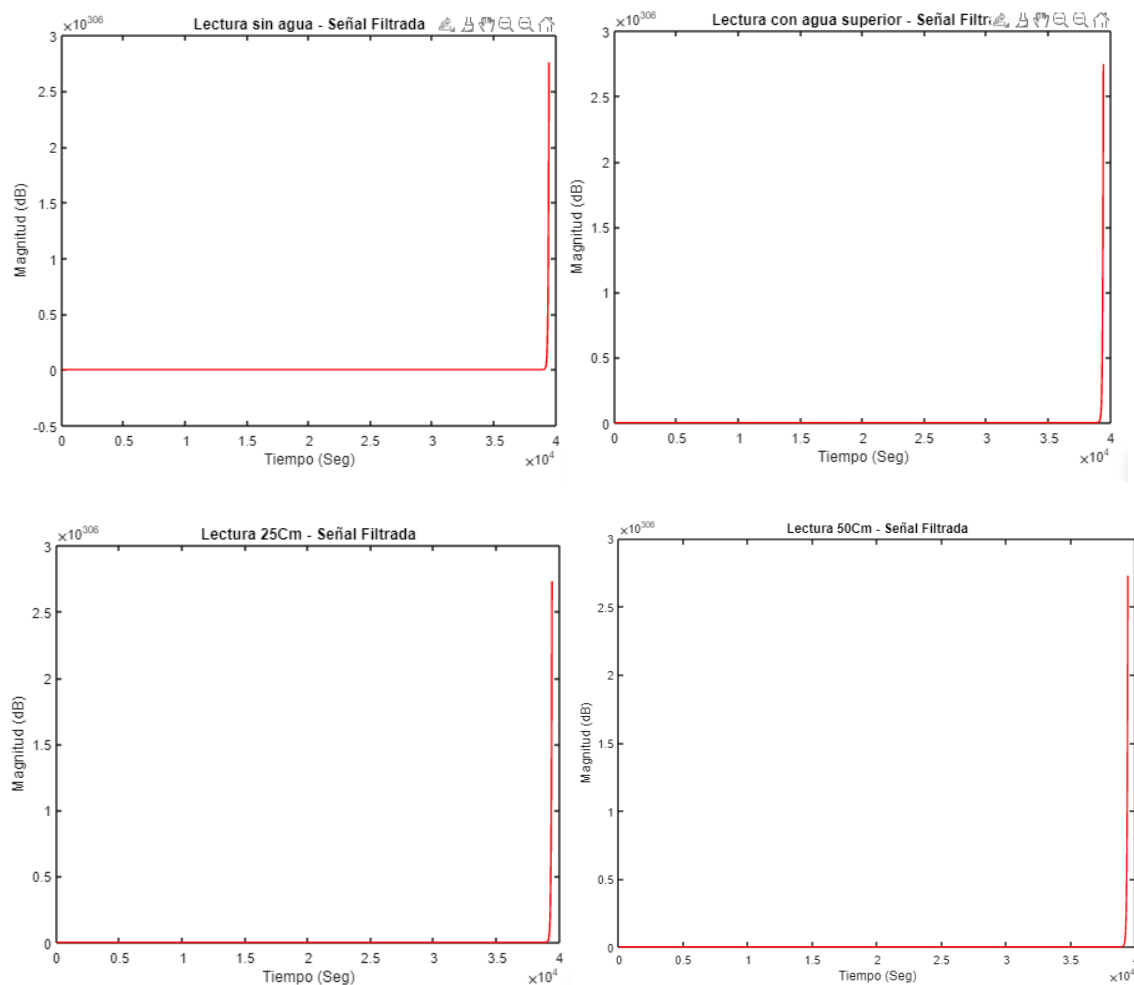 ×10^306
Lectura sin agua - Señal Filtrada
3
2.5
2
1.5
1
0.5
0
-0.5
Magnitud (dB)
0 0.5 1 1.5 2 2.5 3 3.5 4
Tiempo (Seg)
×10^4
×10^306
Lectura con agua superior - Señal Filtr
3
2.5
2
1.5
1
0.5
0
Magnitud (dB)
0 0.5 1 1.5 2 2.5 3 3.5 4
Tiempo (Seg)
×10^4
×10^306
Lectura 25Cm - Señal Filtrada
3
2.5
2
1.5
1
0.5
0
Magnitud (dB)
0 0.5 1 1.5 2 2.5 3 3.5 4
Tiempo (Seg)
×10^4
×10^306
Lectura 50Cm - Señal Filtrada
3
2.5
2
1.5
1
0.5
0
Magnitud (dB)
0 0.5 1 1.5 2 2.5 3 3.5 4
Tiempo (Seg)
×10^4